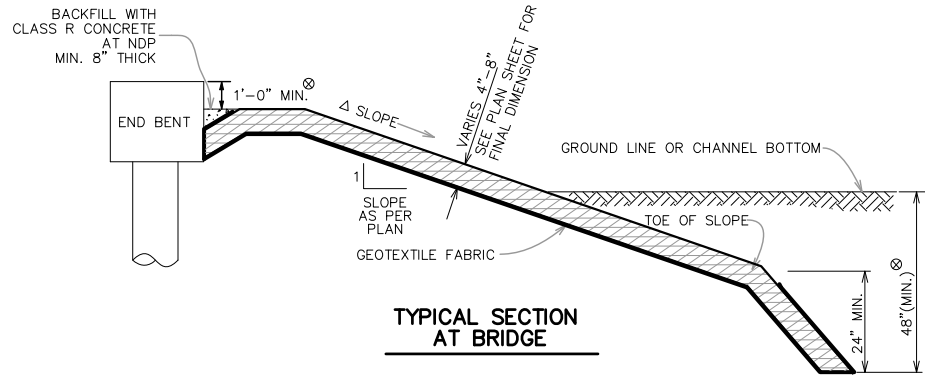 BACKFILL WITH
CLASS R CONCRETE
AT NDP
MIN. 8" THICK
1'-0" MIN.⊗
END BENT
Δ SLOPE
VARIES 4"-8"
SEE PLAN SHEET FOR
FINAL DIMENSION
GROUND LINE OR CHANNEL BOTTOM
1
SLOPE
AS PER
PLAN
TOE OF SLOPE
GEOTEXTILE FABRIC
24" MIN.
48"(MIN.)⊗
TYPICAL SECTION
AT BRIDGE